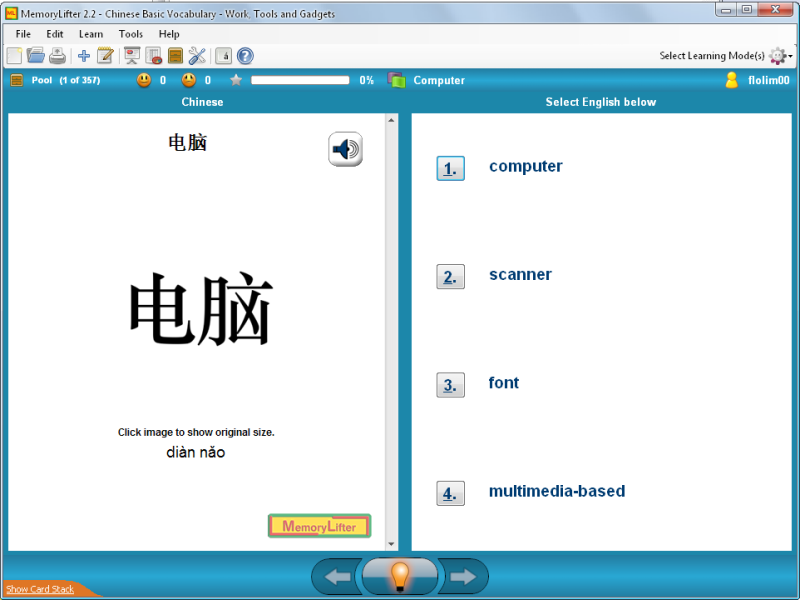 MemoryLifter 2.2 - Chinese Basic Vocabulary - Work, Tools and Gadgets
File Edit Learn Tools Help
Select Learning Mode(s)
Pool (1 of 357) 0 0 0% Computer flolim00
Chinese
Select English below
电脑
电脑
Click image to show original size.
diàn nǎo
MemoryLifter
1. computer
2. scanner
3. font
4. multimedia-based
Show Card Stack